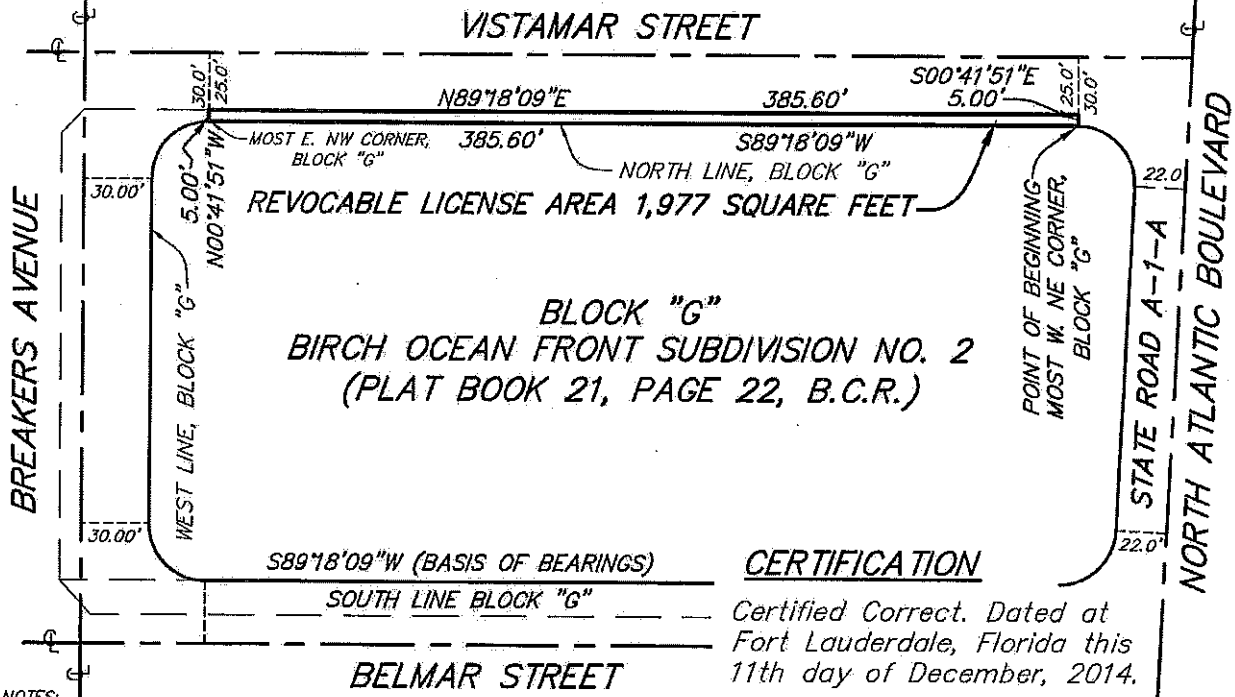 VISTAMAR STREET
30.0'
25.0'
N89°18'09"E
385.60'
S00°41'51"E
5.00'
25.0'
30.0'
MOST E. NW CORNER,
BLOCK "G"
385.60'
S89°18'09"W
NORTH LINE, BLOCK "G"
5.00'
N00°41'51"W
30.00'
REVOCABLE LICENSE AREA 1,977 SQUARE FEET
22.0'
POINT OF BEGINNING
MOST W. NE CORNER,
BLOCK "G"
BREAKERS AVENUE
WEST LINE, BLOCK "G"
BLOCK "G"
BIRCH OCEAN FRONT SUBDIVISION NO. 2
(PLAT BOOK 21, PAGE 22, B.C.R.)
STATE ROAD A-1-A
NORTH ATLANTIC BOULEVARD
30.00'
22.0'
S89°18'09"W (BASIS OF BEARINGS)
SOUTH LINE BLOCK "G"
CERTIFICATION
Certified Correct. Dated at
Fort Lauderdale, Florida this
11th day of December, 2014.
BELMAR STREET
NOTES: